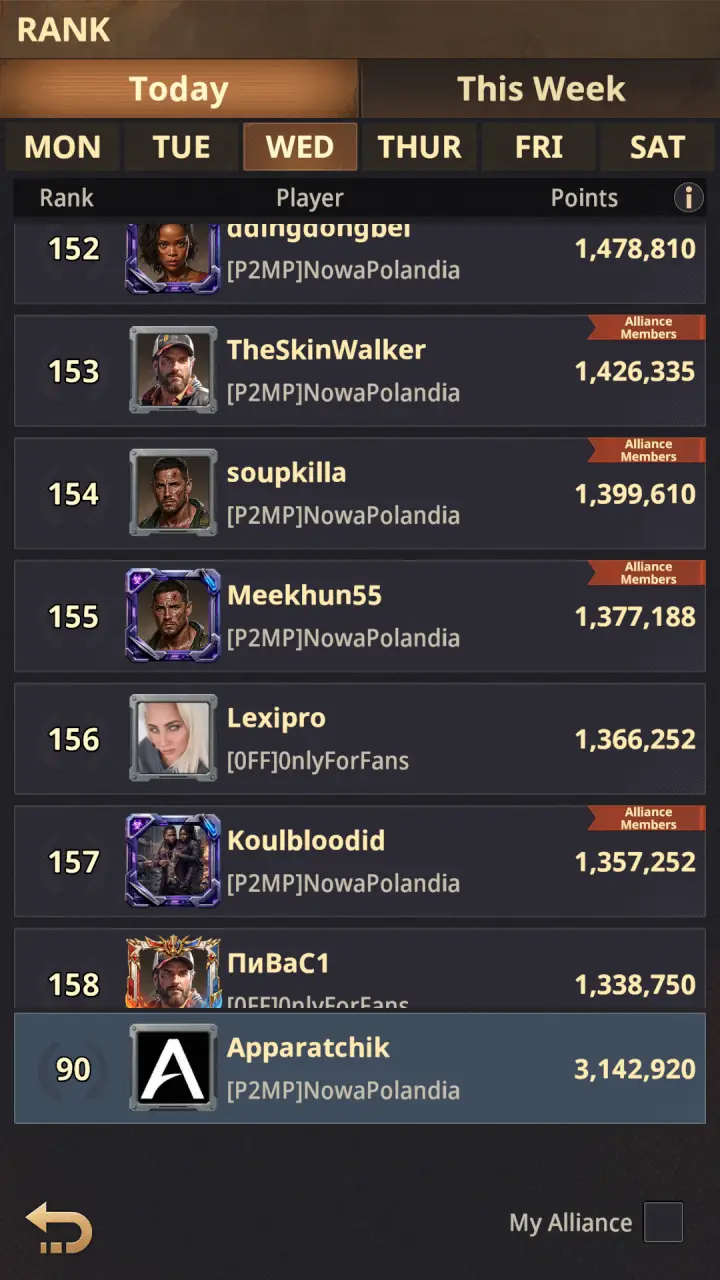 RANK
Today
This Week
MON
TUE
WED
THUR
FRI
SAT
Rank
Player
Points
i
152
ddingdongbei
[P2MP]NowaPolandia
1,478,810
Alliance
Members
153
TheSkinWalker
[P2MP]NowaPolandia
1,426,335
Alliance
Members
154
soupkilla
[P2MP]NowaPolandia
1,399,610
Alliance
Members
155
Meekhun55
[P2MP]NowaPolandia
1,377,188
156
Lexipro
[0FF]0nlyForFans
1,366,252
Alliance
Members
157
Koulbloodid
[P2MP]NowaPolandia
1,357,252
158
ПиВаС1
[0FF]0nlyForFans
1,338,750
90
Apparatchik
[P2MP]NowaPolandia
3,142,920
My Alliance